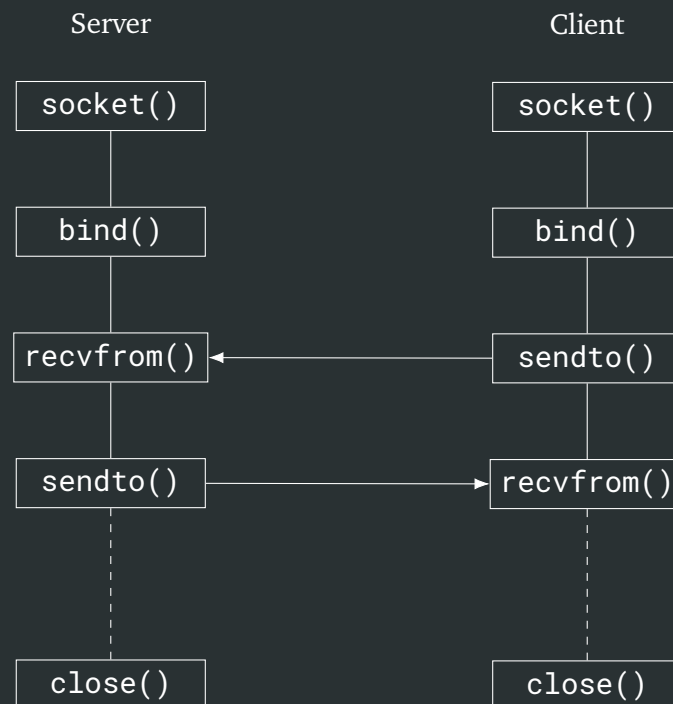 Server
Client
socket()
socket()
bind()
bind()
recvfrom()
sendto()
sendto()
recvfrom()
close()
close()